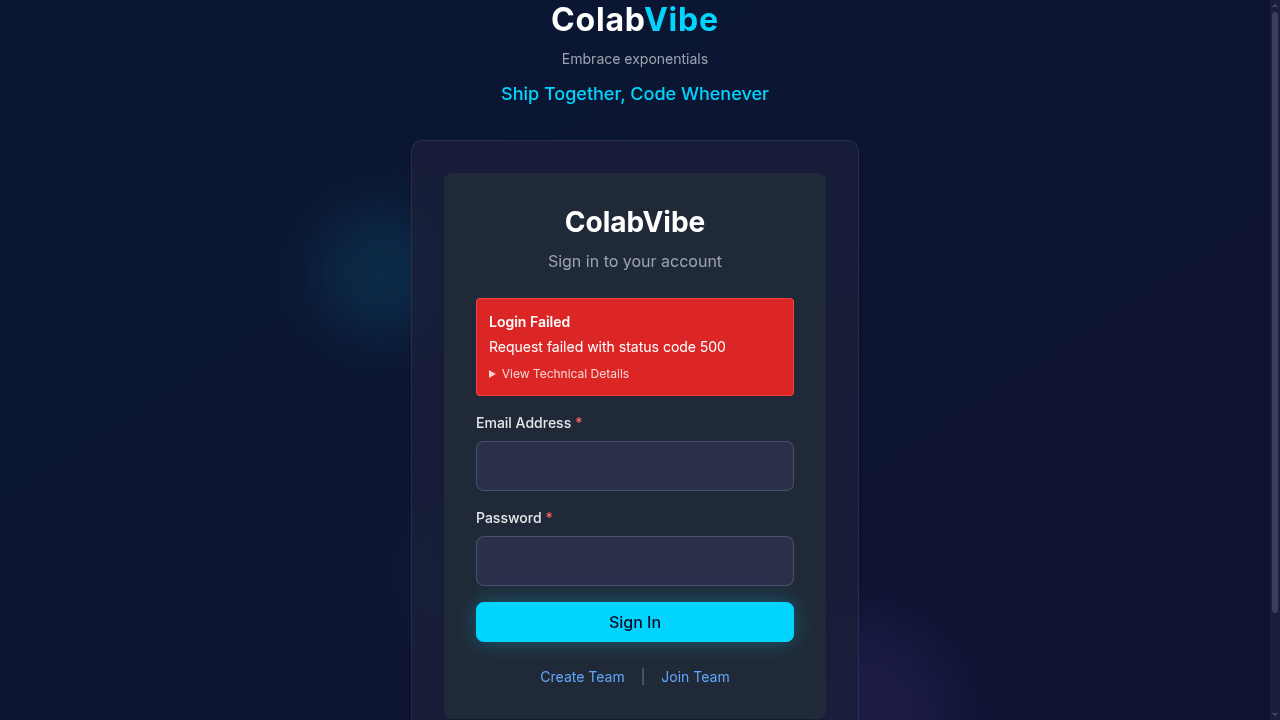 ColabVibe
Embrace exponentials
Ship Together, Code Whenever
ColabVibe
Sign in to your account
Login Failed
Request failed with status code 500
▶ View Technical Details
Email Address *
Password *
Sign In
Create Team | Join Team